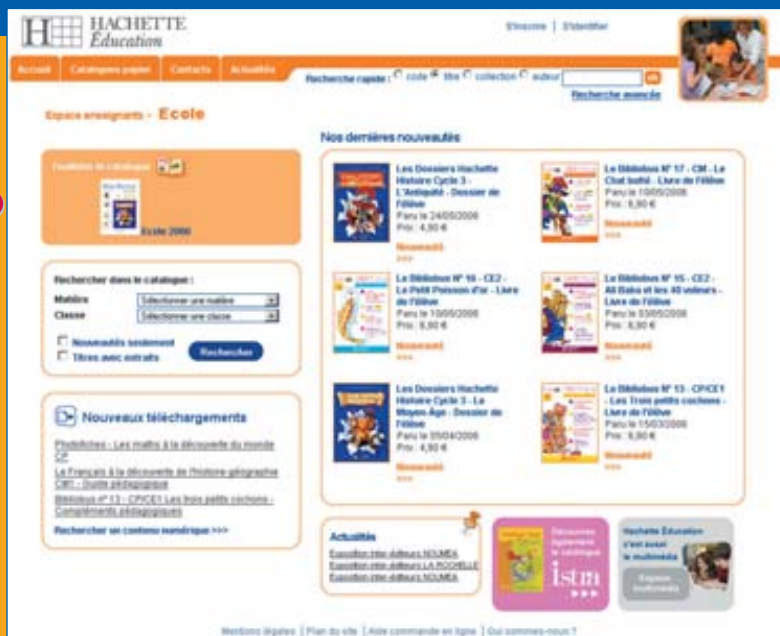 HACHETTE
Éducation
S'inscrire | S'identifier
Accueil
Catalogues papier
Contacts
Actualités
Recherche rapide : code titre collection auteur
ok
Recherche avancée
Espace enseignants - Ecole
Feuilletez le catalogue
Ecole 2008
Rechercher dans le catalogue :
Matière Sélectionner une matière
Classe Sélectionner une classe
Nouveautés seulement
Titres avec extraits
Rechercher
Nouveaux téléchargements
Photofiches - Les maths à la découverte du monde
CP
Le Français à la découverte de l'histoire-géographie
CM1 - Guide pédagogique
Bibliobus n° 13 - CP/CE1 Les trois petits cochons -
Compléments pédagogiques
Rechercher un contenu numérique >>>
Nos dernières nouveautés
Les Dossiers Hachette
Histoire Cycle 3 -
L'Antiquité - Dossier de
l'élève
Paru le 24/05/2008
Prix : 4,90 €
Nouveauté
>>>
Le Bibliobus N° 17 - CM - Le
Chat botté - Livre de l'élève
Paru le 10/05/2008
Prix : 6,90 €
Nouveauté
>>>
Le Bibliobus N° 16 - CE2 -
Le Petit Poisson d'or - Livre
de l'élève
Paru le 10/05/2008
Prix : 6,90 €
Nouveauté
>>>
Le Bibliobus N° 15 - CE2 -
Ali Baba et les 40 voleurs -
Livre de l'élève
Paru le 03/05/2008
Prix : 6,90 €
Nouveauté
>>>
Les Dossiers Hachette
Histoire Cycle 3 - Le
Moyen Age - Dossier de
l'élève
Paru le 05/04/2008
Prix : 4,90 €
Nouveauté
>>>
Le Bibliobus N° 13 - CP/CE1
- Les Trois petits cochons -
Livre de l'élève
Paru le 15/03/2008
Prix : 6,90 €
Nouveauté
>>>
Actualités
Exposition inter-éditeurs NOUMEA
Exposition inter-éditeurs LA ROCHELLE
Exposition inter-éditeurs NOUMEA
Découvrez
également
le catalogue
istra
>>>
Hachette Éducation
c'est aussi
le multimédia
Espace
multimédia
Mentions légales | Plan du site | Aide commande en ligne | Qui sommes-nous ?